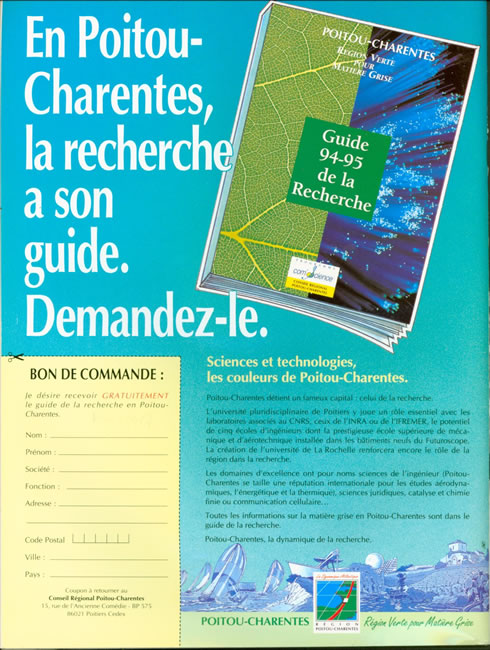 En Poitou-
Charentes,
la recherche
a son
guide.
Demandez-le.
POITOU-CHARENTES
RÉGION VERTE
POUR
MATIÈRE GRISE
Guide
94-95
de la
Recherche
com science
CONSEIL RÉGIONAL
POITOU-CHARENTES
BON DE COMMANDE :
Je désire recevoir GRATUITEMENT
le guide de la recherche en Poitou-
Charentes.
Nom :
Prénom :
Société :
Fonction :
Adresse :
Code Postal
Ville :
Pays :
Coupon à retourner au
Conseil Régional Poitou-Charentes
15, rue de l'Ancienne Comédie - BP 575
86021 Poitiers Cedex
Sciences et technologies,
les couleurs de Poitou-Charentes.
Poitou-Charentes détient un fameux capital : celui de la recherche.
L'université pluridisciplinaire de Poitiers y joue un rôle essentiel avec les
laboratoires associés au CNRS, ceux de l'INRA ou de l'IFREMER, le potentiel
de cinq écoles d'ingénieurs dont la prestigieuse école supérieure de méca-
nique et d'aérotechnique installée dans les bâtiments neufs du Futuroscope.
La création de l'université de La Rochelle renforcera encore le rôle de la
région dans la recherche.
Les domaines d'excellence ont pour noms sciences de l'ingénieur (Poitou-
Charentes se taille une réputation internationale pour les études aérodyna-
miques, l'énergétique et la thermique), sciences juridiques, catalyse et chimie
fine ou communication cellulaire...
Toutes les informations sur la matière grise en Poitou-Charentes sont dans le
guide de la recherche.
Poitou-Charentes, la dynamique de la recherche.
POITOU-CHARENTES
La Dynamique Atlantique
RÉGION
POITOU-CHARENTES
Région Verte pour Matière Grise